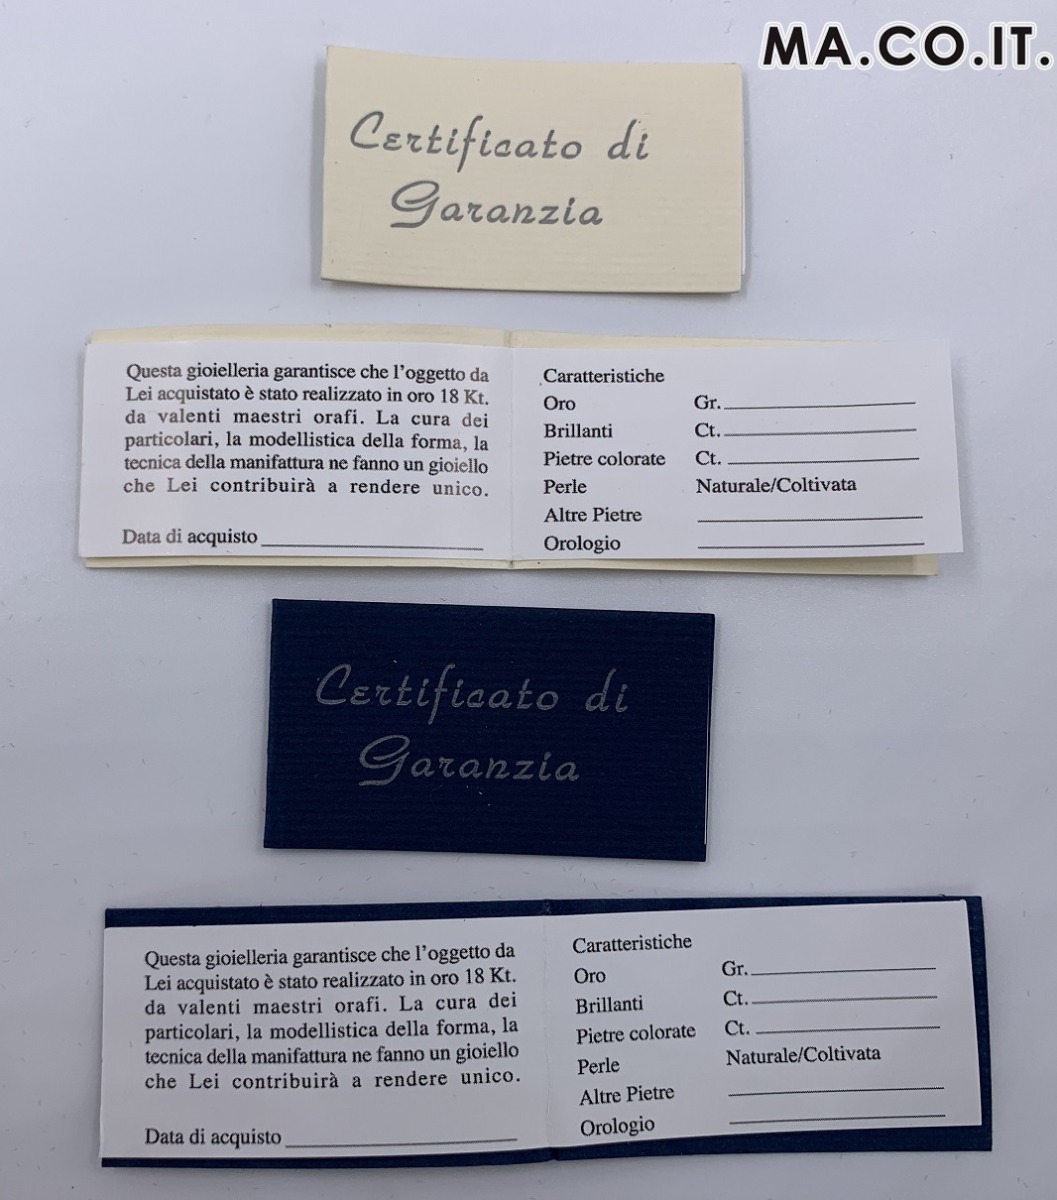 MA.CO.IT.
Certificato di
Garanzia
Questa gioielleria garantisce che l'oggetto da
Lei acquistato è stato realizzato in oro 18 Kt.
da valenti maestri orafi. La cura dei
particolari, la modellistica della forma, la
tecnica della manifattura ne fanno un gioiello
che Lei contribuirà a rendere unico.
Data di acquisto
Caratteristiche
Oro Gr.
Brillanti Ct.
Pietre colorate Ct.
Perle Naturale/Coltivata
Altre Pietre
Orologio
Certificato di
Garanzia
Questa gioielleria garantisce che l'oggetto da
Lei acquistato è stato realizzato in oro 18 Kt.
da valenti maestri orafi. La cura dei
particolari, la modellistica della forma, la
tecnica della manifattura ne fanno un gioiello
che Lei contribuirà a rendere unico.
Data di acquisto
Caratteristiche
Oro Gr.
Brillanti Ct.
Pietre colorate Ct.
Perle Naturale/Coltivata
Altre Pietre
Orologio